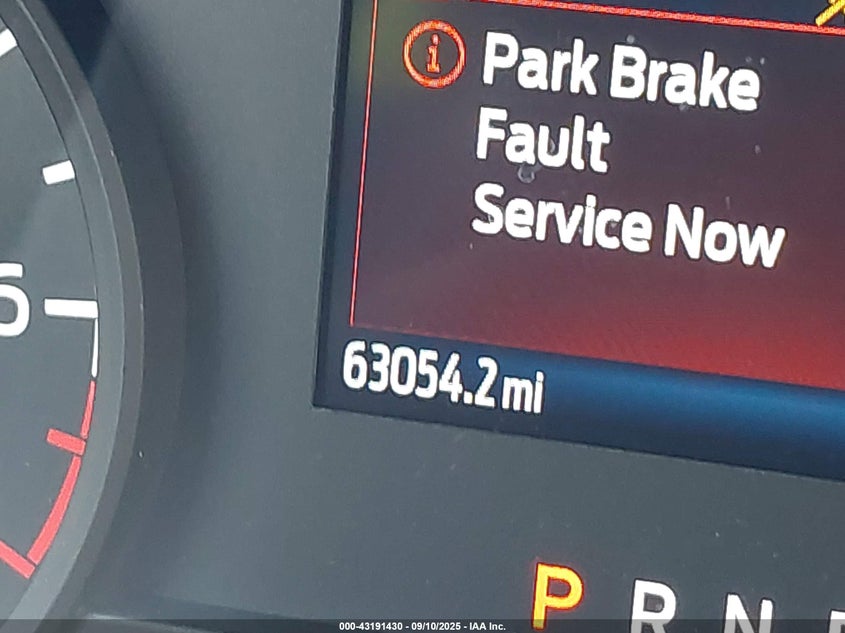 Park Brake
Fault
Service Now
6
63054.2 mi
P R N
000-43191430 - 09/10/2025 - IAA Inc.